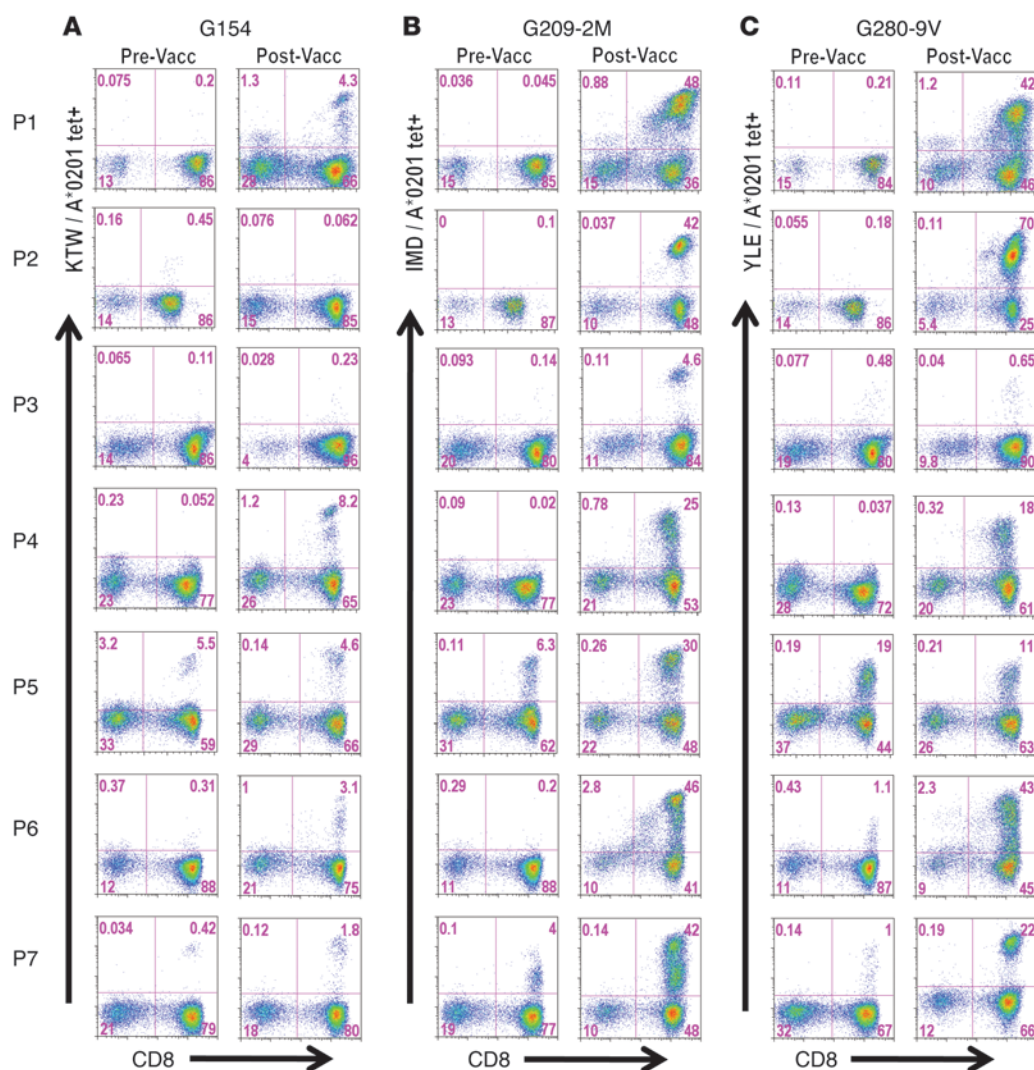 A B C
G154 G209-2M G280-9V
Pre-Vacc Post-Vacc Pre-Vacc Post-Vacc Pre-Vacc Post-Vacc
KTW / A*0201 tet+
IMD / A*0201 tet+
YLE / A*0201 tet+
P1
0.075 0.2 1.3 4.3 0.036 0.045 0.88 48 0.11 0.21 1.2 42
13 86 29 66 15 85 15 36 15 84 10 46
P2
0.16 0.45 0.076 0.062 0 0.1 0.037 42 0.055 0.18 0.11 70
14 86 15 85 13 87 10 48 14 86 5.4 25
P3
0.065 0.11 0.028 0.23 0.093 0.14 0.11 4.6 0.077 0.48 0.04 0.65
14 86 4 96 20 80 11 84 19 80 9.8 90
P4
0.23 0.052 1.2 8.2 0.09 0.02 0.78 25 0.13 0.037 0.32 18
23 77 26 65 23 77 21 53 28 72 20 61
P5
3.2 5.5 0.14 4.6 0.11 6.3 0.26 30 0.19 19 0.21 11
33 59 29 66 31 62 22 48 37 44 26 63
P6
0.37 0.31 1 3.1 0.29 0.2 2.8 46 0.43 1.1 2.3 43
12 88 21 75 11 88 10 41 11 87 9 45
P7
0.034 0.42 0.12 1.8 0.1 4 0.14 42 0.14 1 0.19 22
21 79 18 80 19 77 10 48 32 67 12 66
CD8 CD8 CD8